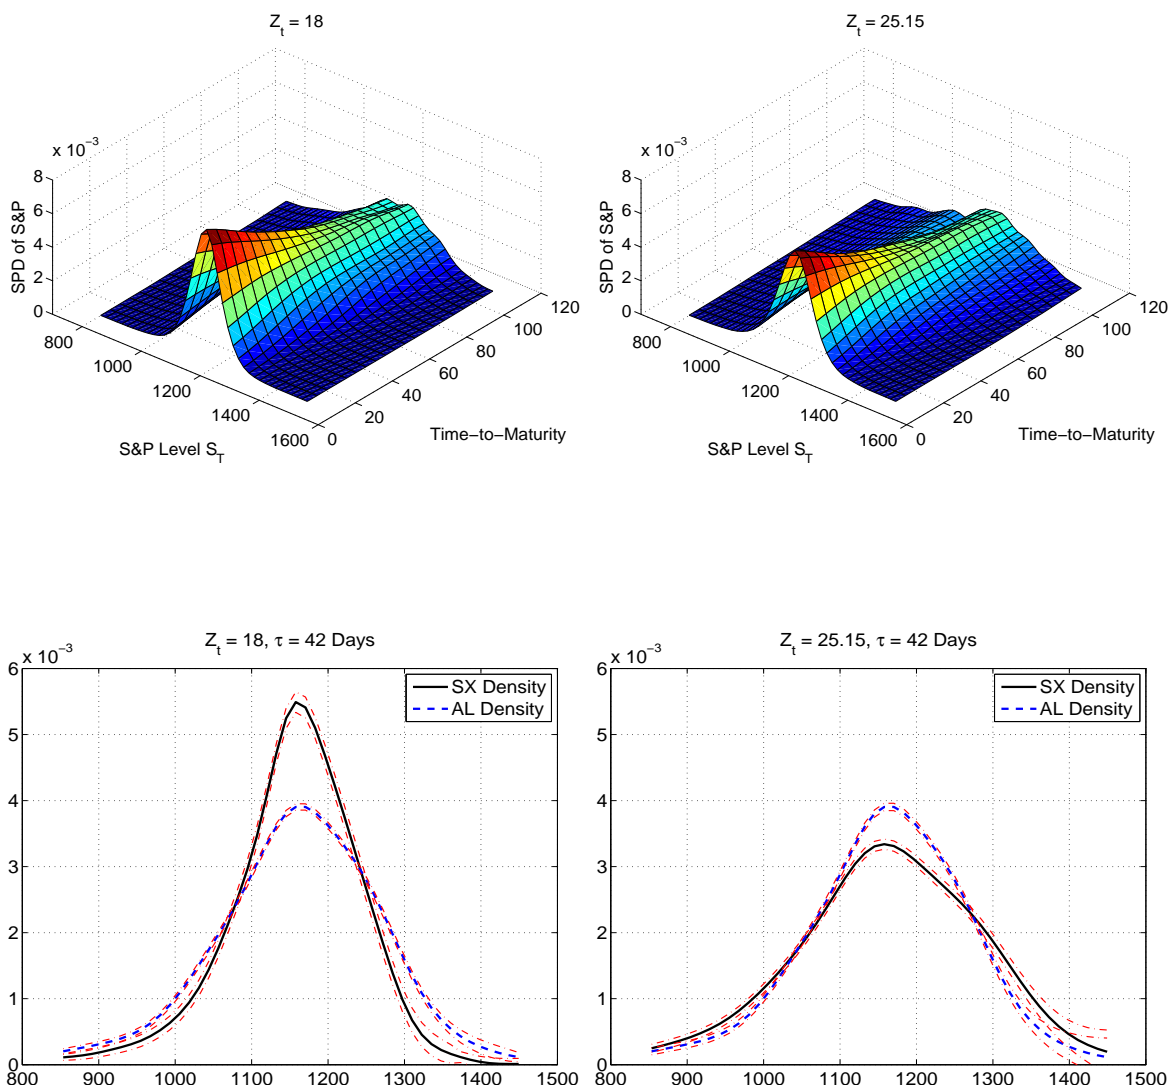 Z_t = 18
x 10^−3
8
6
4
2
0
SPD of S&P
800
1000
1200
1400
1600
S&P Level S_T
0
20
40
60
80
100
120
Time−to−Maturity
Z_t = 25.15
x 10^−3
8
6
4
2
0
SPD of S&P
800
1000
1200
1400
1600
S&P Level S_T
0
20
40
60
80
100
120
Time−to−Maturity
Z_t = 18, τ = 42 Days
x 10^−3
6
5
4
3
2
1
0
800 900 1000 1100 1200 1300 1400 1500
SX Density
AL Density
Z_t = 25.15, τ = 42 Days
x 10^−3
6
5
4
3
2
1
0
800 900 1000 1100 1200 1300 1400 1500
SX Density
AL Density